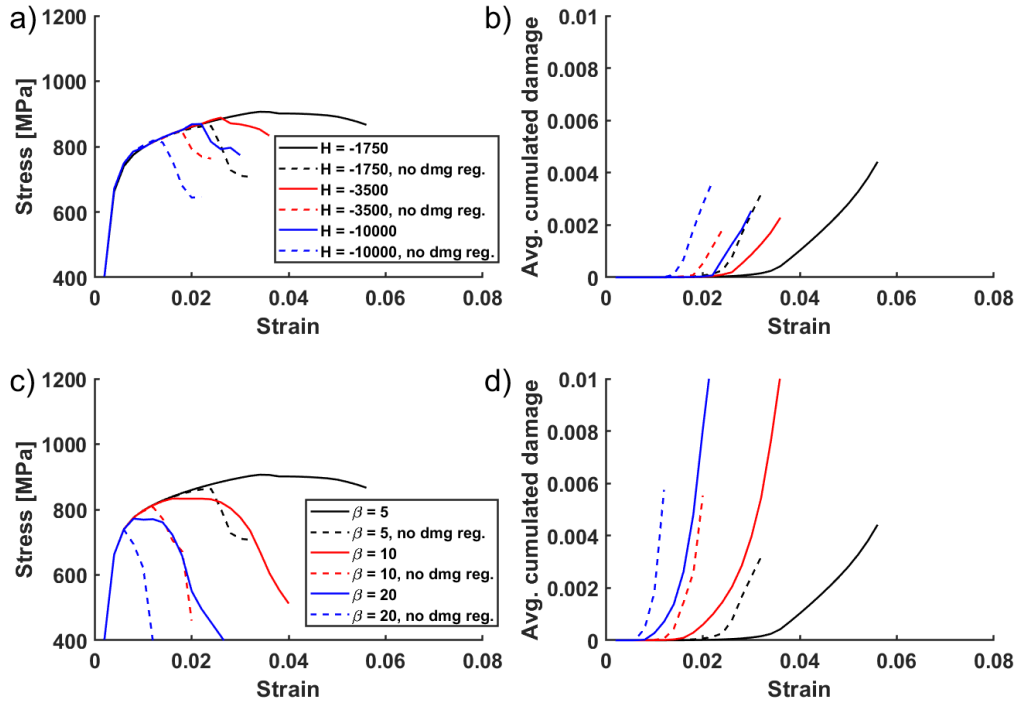 a)
1200
1000
800
600
400
Stress [MPa]
0
0.02
0.04
0.06
0.08
Strain
H = -1750
H = -1750, no dmg reg.
H = -3500
H = -3500, no dmg reg.
H = -10000
H = -10000, no dmg reg.
b)
0.01
0.008
0.006
0.004
0.002
0
Avg. cumulated damage
0
0.02
0.04
0.06
0.08
Strain
c)
1200
1000
800
600
400
Stress [MPa]
0
0.02
0.04
0.06
0.08
Strain
β = 5
β = 5, no dmg reg.
β = 10
β = 10, no dmg reg.
β = 20
β = 20, no dmg reg.
d)
0.01
0.008
0.006
0.004
0.002
0
Avg. cumulated damage
0
0.02
0.04
0.06
0.08
Strain